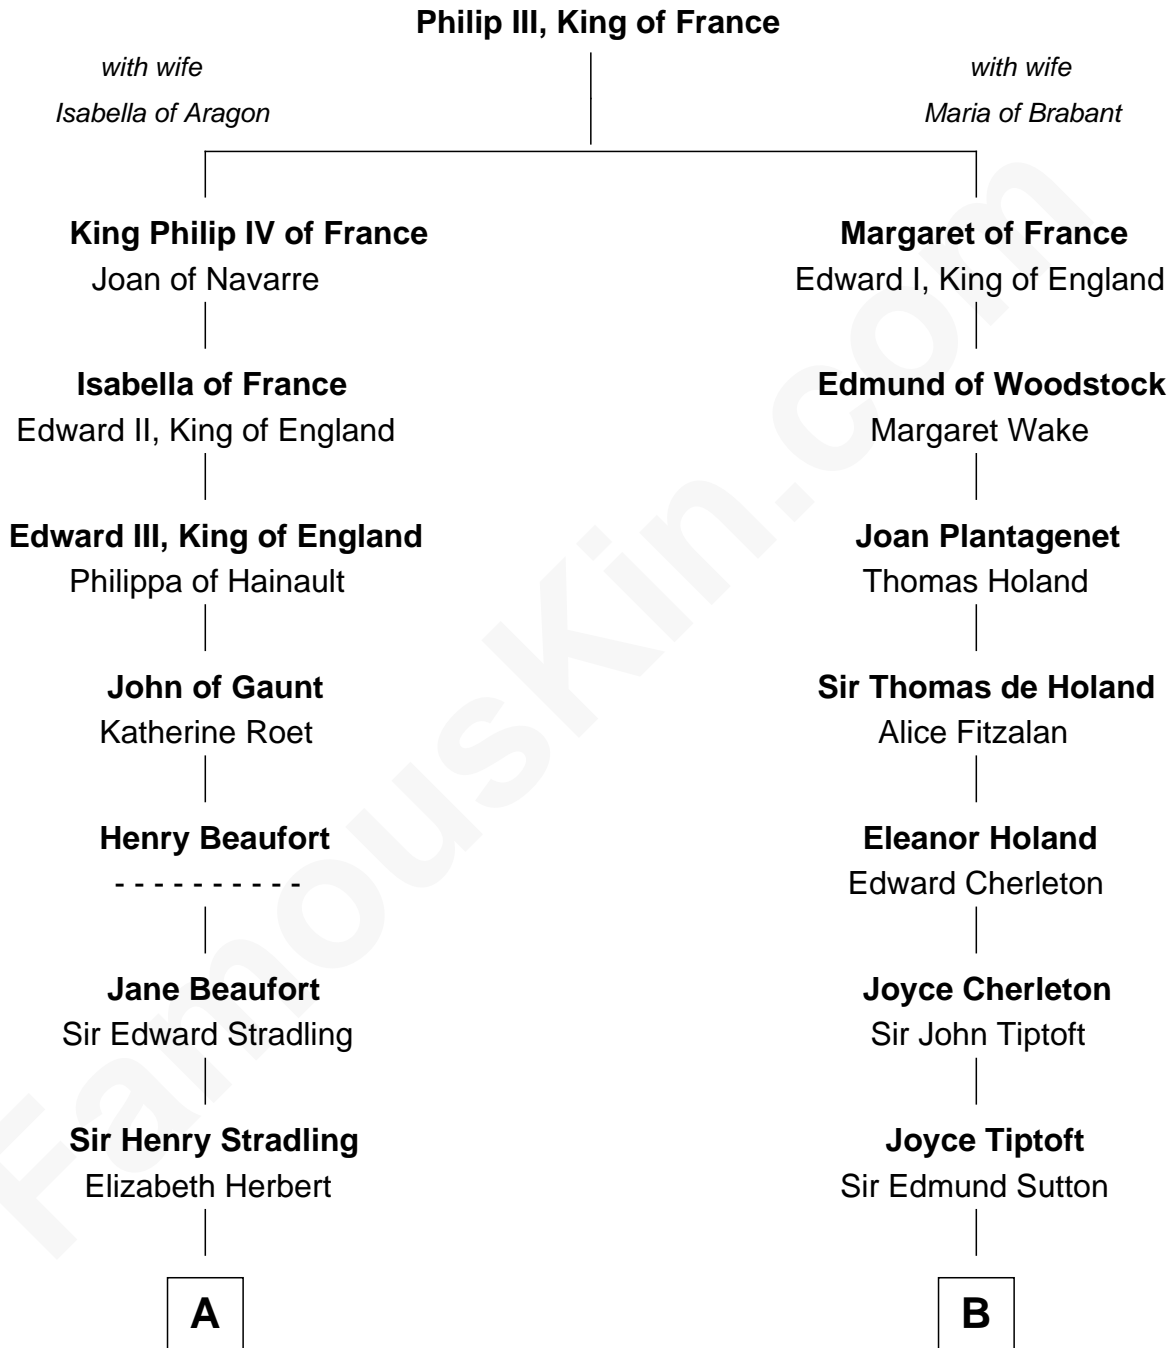 Philip III, King of France
with wife
Isabella of Aragon
with wife
Maria of Brabant
King Philip IV of France
Joan of Navarre
Margaret of France
Edward I, King of England
Isabella of France
Edward II, King of England
Edmund of Woodstock
Margaret Wake
Edward III, King of England
Philippa of Hainault
Joan Plantagenet
Thomas Holand
John of Gaunt
Katherine Roet
Sir Thomas de Holand
Alice Fitzalan
Henry Beaufort
- - - - - - - - - -
Eleanor Holand
Edward Cherleton
Jane Beaufort
Sir Edward Stradling
Joyce Cherleton
Sir John Tiptoft
Sir Henry Stradling
Elizabeth Herbert
Joyce Tiptoft
Sir Edmund Sutton
A
B
FamousKin.com